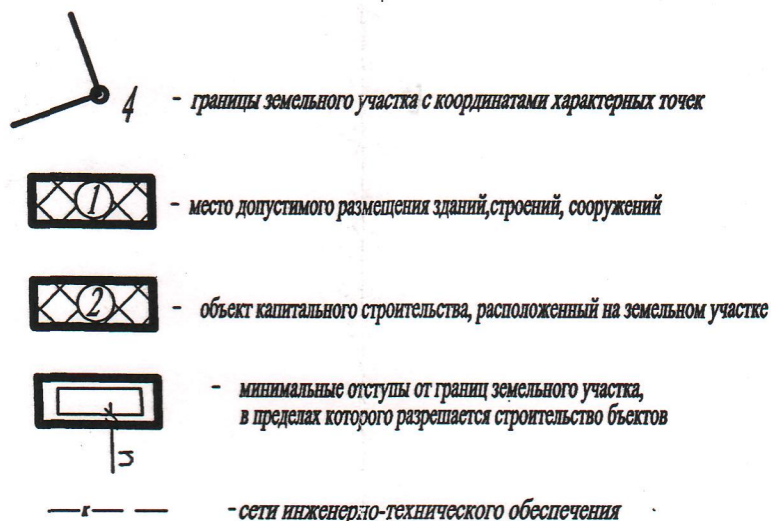 4 - границы земельного участка с координатами характерных точек
1 - место допустимого размещения зданий,строений, сооружений
2 - объект капитального строительства, расположенный на земельном участке
- минимальные отступы от границ земельного участка,
в пределах которого разрешается строительство бъектов
к - сети инженерно-технического обеспечения